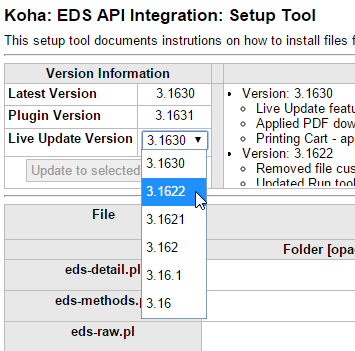 Koha: EDS API Integration: Setup Tool
This setup tool documents instrutions on how to install files f
Version Information
Latest Version 3.1630
Plugin Version 3.1631
Live Update Version 3.1630
Update to selected
3.1630
3.1622
3.1621
3.162
3.16.1
3.16
• Version: 3.1630
Live Update featu
Applied PDF dow
Printing Cart - ap
• Version: 3.1622
Removed file cus
Updated Run tool
File
Folder [opa
eds-detail.pl
eds-methods.p
eds-raw.pl